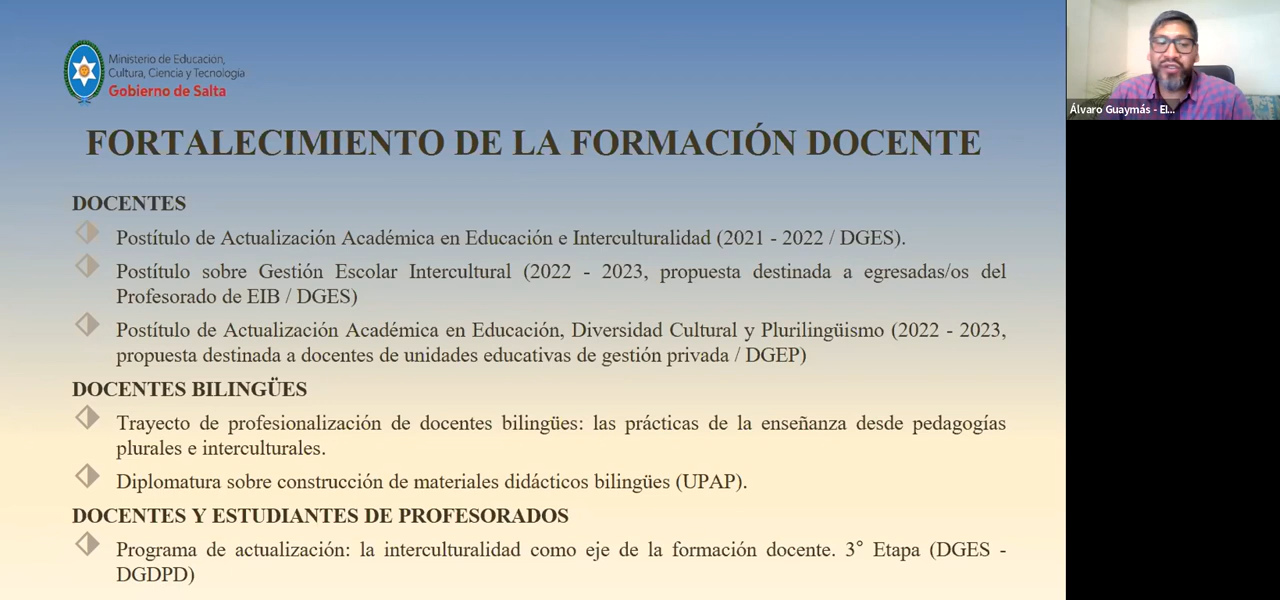 Ministerio de Educación,
Cultura, Ciencia y Tecnología
Gobierno de Salta
FORTALECIMIENTO DE LA FORMACIÓN DOCENTE
DOCENTES
Postítulo de Actualización Académica en Educación e Interculturalidad (2021 - 2022 / DGES).
Postítulo sobre Gestión Escolar Intercultural (2022 - 2023, propuesta destinada a egresadas/os del
Profesorado de EIB / DGES)
Postítulo de Actualización Académica en Educación, Diversidad Cultural y Plurilingüismo (2022 - 2023,
propuesta destinada a docentes de unidades educativas de gestión privada / DGEP)
DOCENTES BILINGÜES
Trayecto de profesionalización de docentes bilingües: las prácticas de la enseñanza desde pedagogías
plurales e interculturales.
Diplomatura sobre construcción de materiales didácticos bilingües (UPAP).
DOCENTES Y ESTUDIANTES DE PROFESORADOS
Programa de actualización: la interculturalidad como eje de la formación docente. 3° Etapa (DGES -
DGDPD)
Álvaro Guaymás - EI...